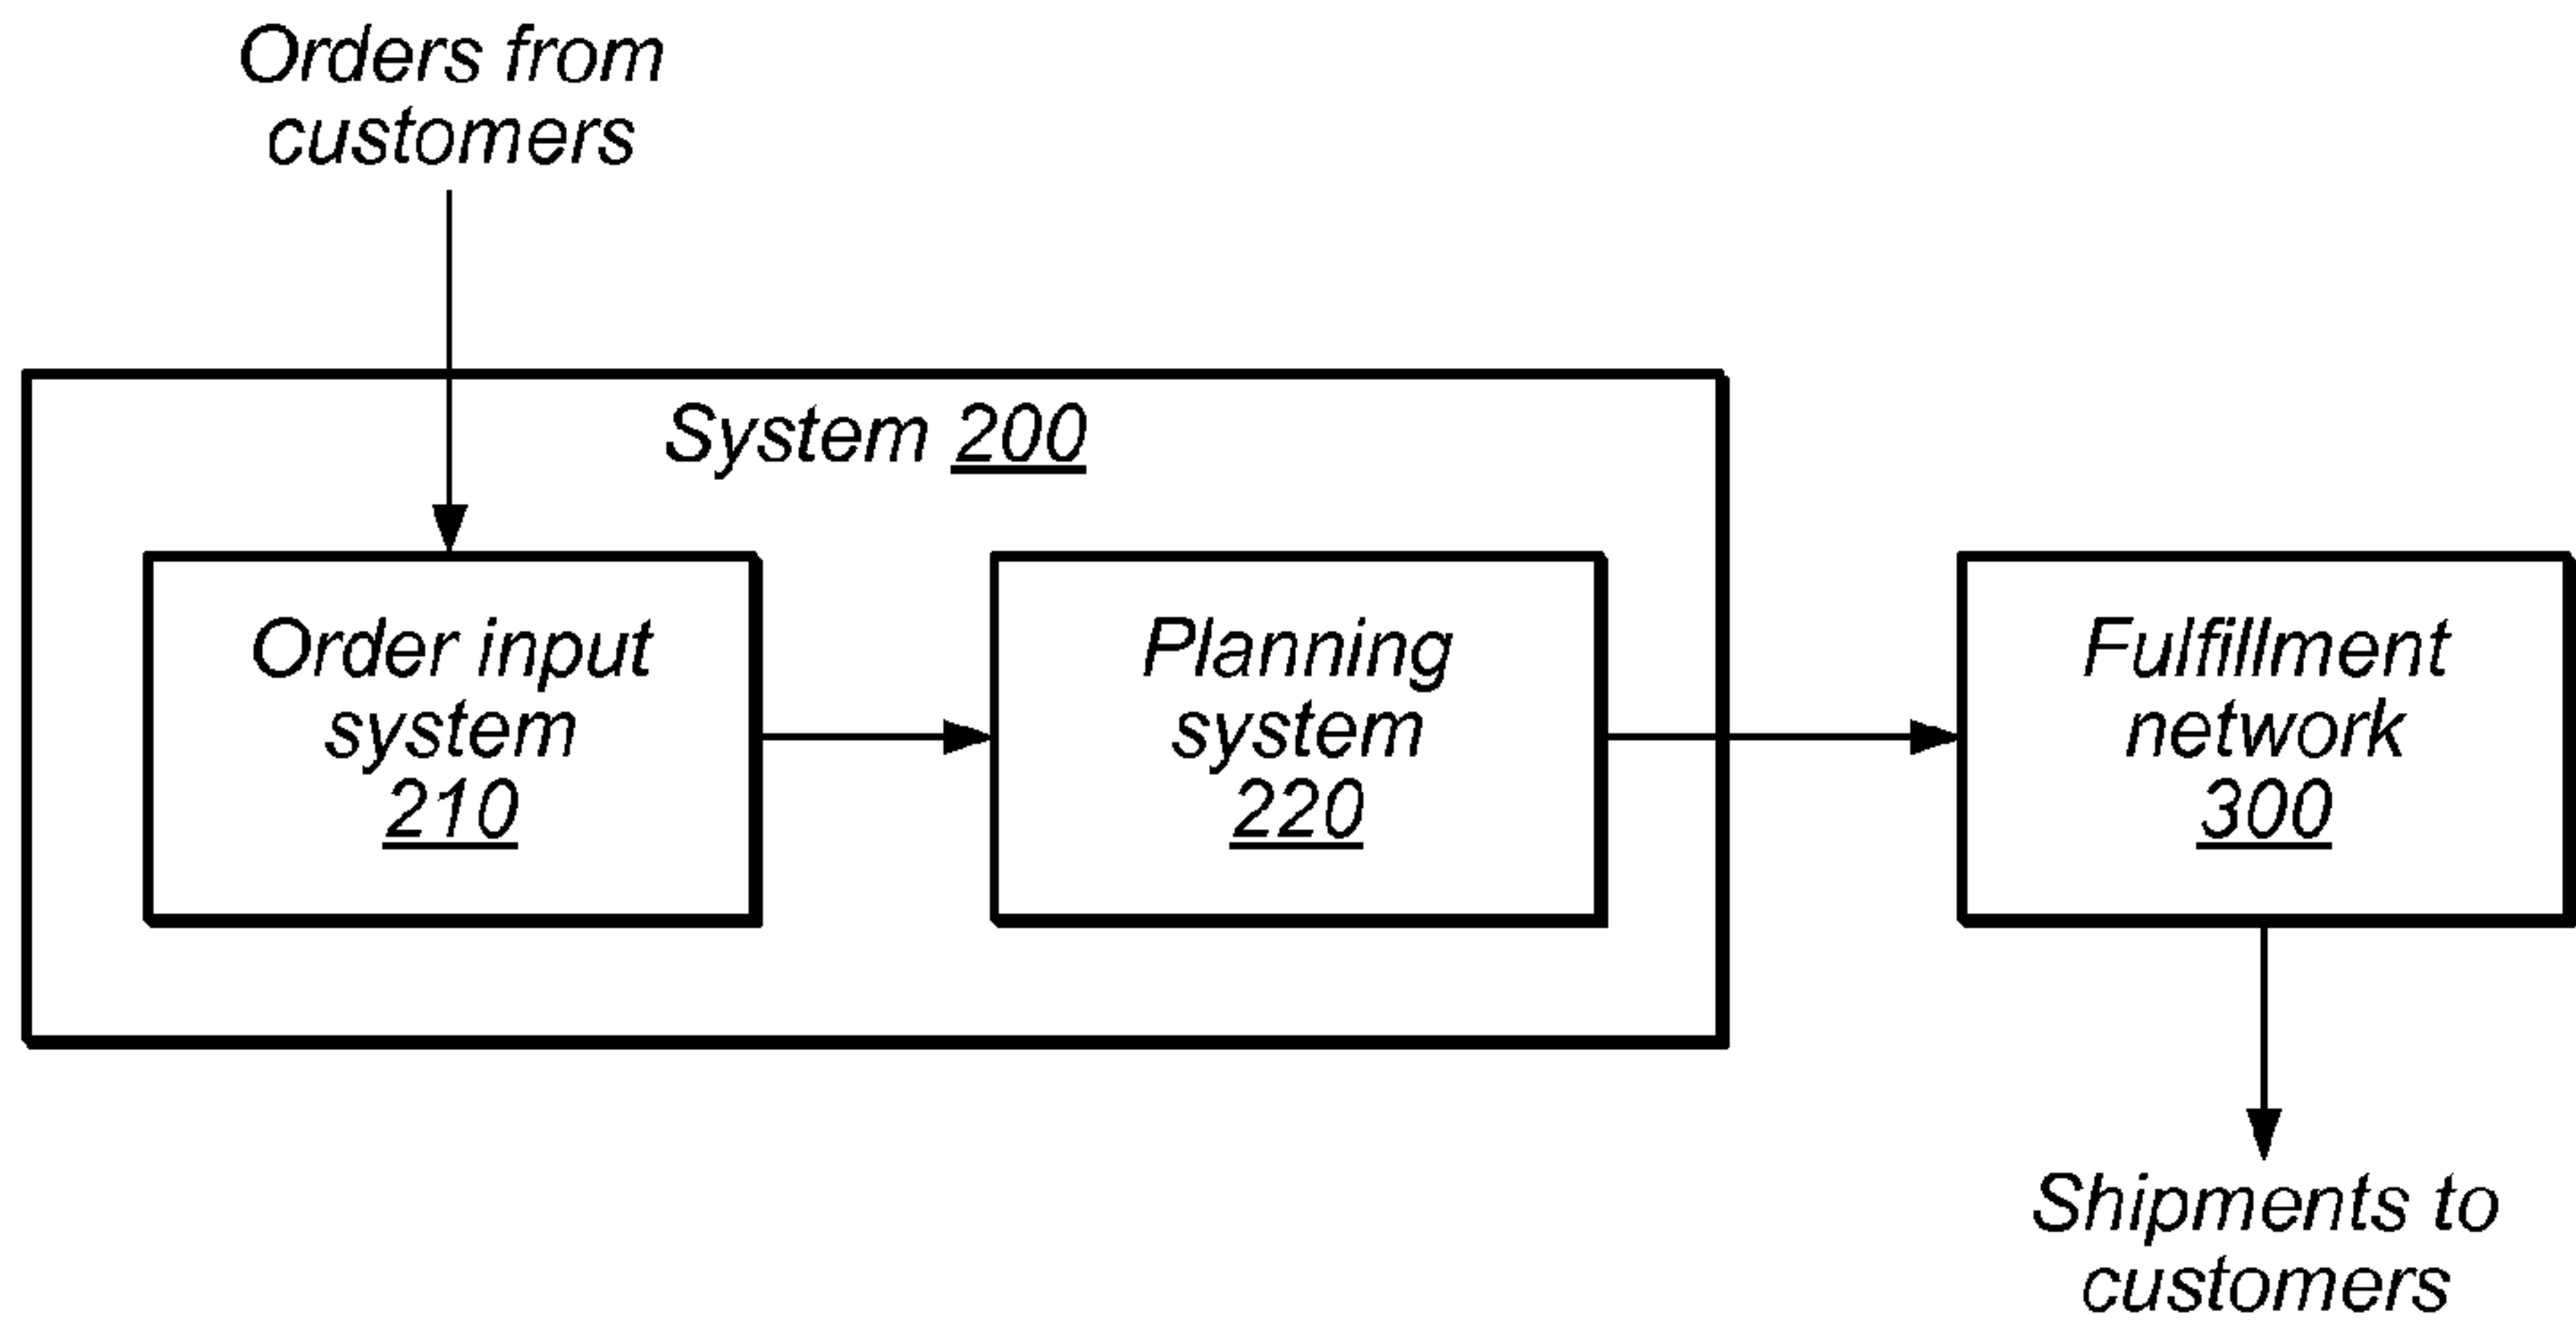 Orders from
customers
System 200
Order input
system
210
Planning
system
220
Fulfillment
network
300
Shipments to
customers